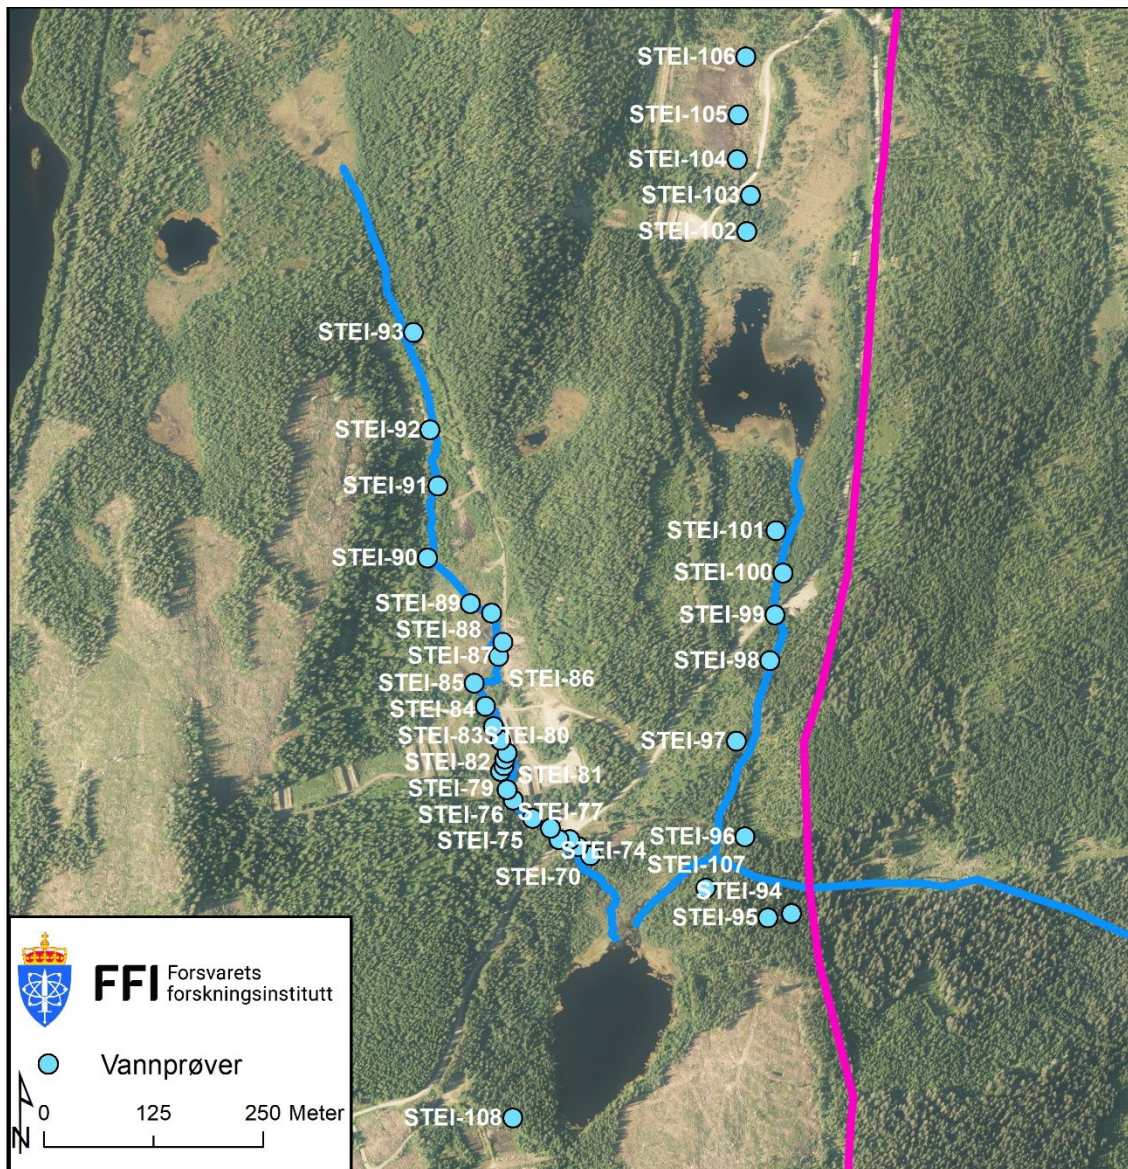 STEI-106
STEI-105
STEI-104
STEI-103
STEI-102
STEI-93
STEI-92
STEI-91
STEI-101
STEI-90
STEI-100
STEI-89
STEI-99
STEI-88
STEI-87
STEI-98
STEI-86
STEI-85
STEI-84
STEI-83
STEI-80
STEI-97
STEI-82
STEI-81
STEI-79
STEI-76
STEI-77
STEI-75
STEI-96
STEI-74
STEI-107
STEI-70
STEI-94
STEI-95
FFI Forsvarets
forskningsinstitutt
Vannprøver
N
0 125 250 Meter
STEI-108